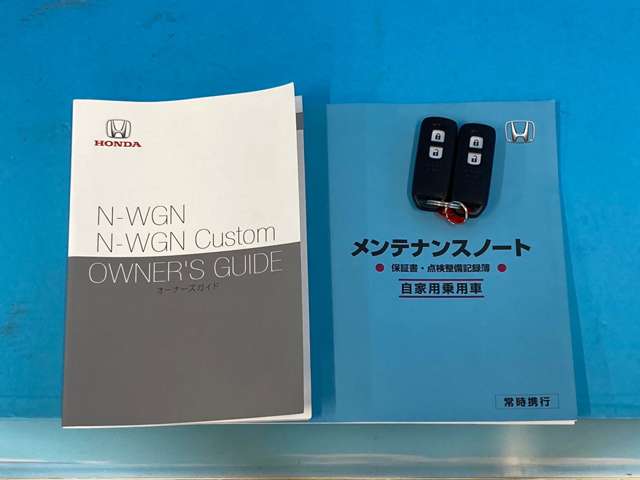 HONDA
N-WGN
N-WGN Custom
OWNER'S GUIDE
オーナーズガイド
メンテナンスノート
保証書・点検整備記録簿
自家用乗用車
常時携行